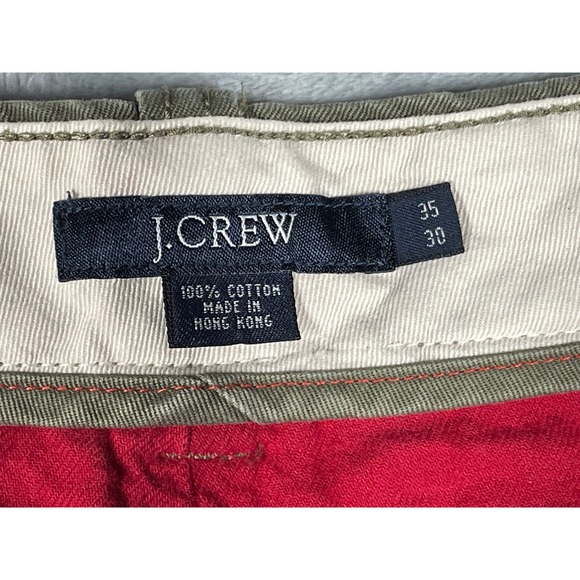 J.CREW
35
30
100% COTTON
MADE IN
HONG KONG